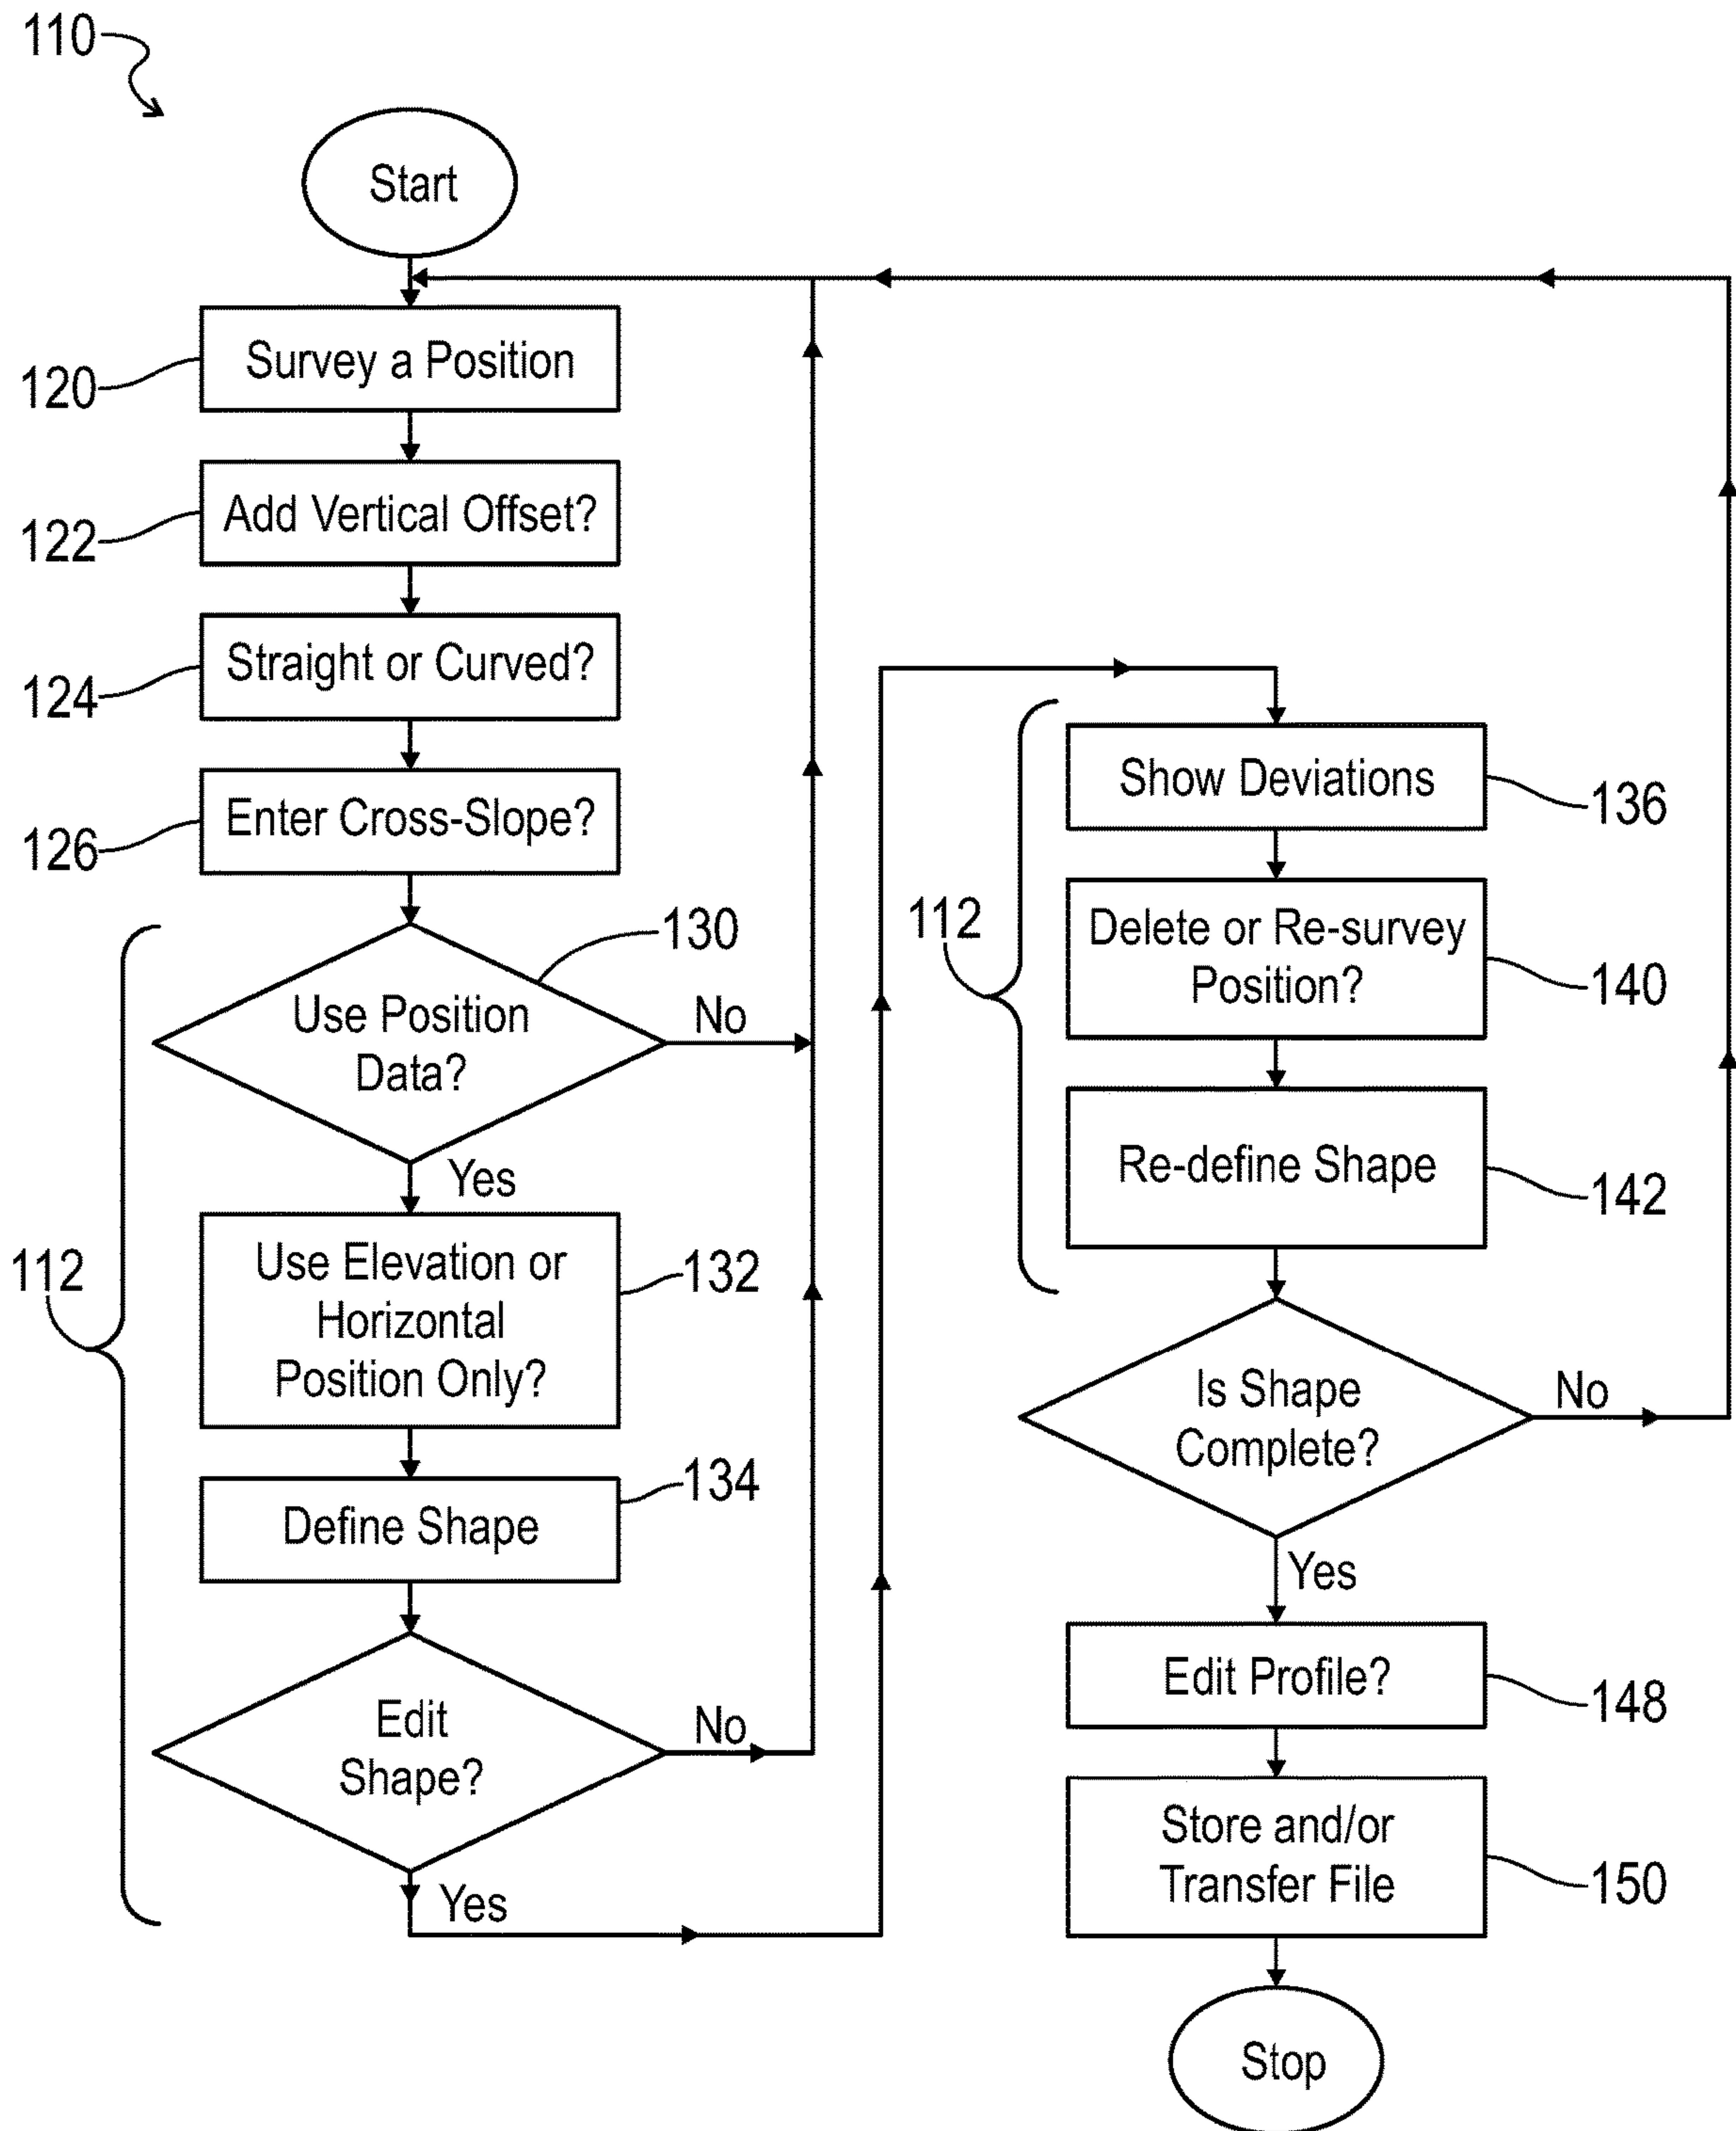 110
Start
120
Survey a Position
122
Add Vertical Offset?
124
Straight or Curved?
126
Enter Cross-Slope?
130
Use Position
Data?
No
Yes
112
Use Elevation or
Horizontal
Position Only?
132
Define Shape
134
Edit
Shape?
No
Yes
112
Show Deviations
136
Delete or Re-survey
Position?
140
Re-define Shape
142
Is Shape
Complete?
No
Yes
Edit Profile?
148
Store and/or
Transfer File
150
Stop